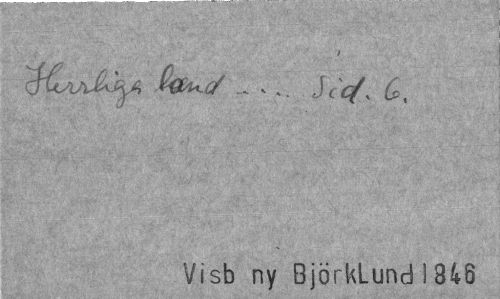 Herrliga land .... Sid. 6.
Visb ny BjörkLund 1846